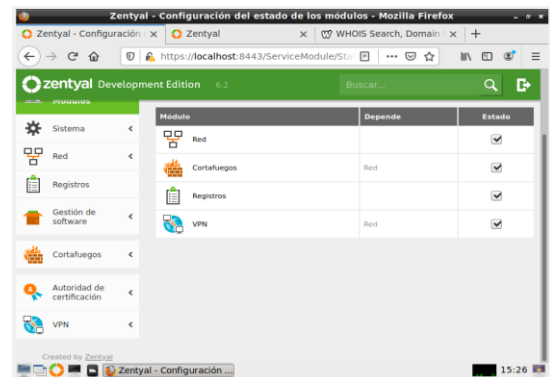 Zentyal - Configuración del estado de los módulos - Mozilla Firefox
Zentyal - Configuración
Zentyal
WHOIS Search, Domain
https://localhost:8443/ServiceModule/Sta
zentyal Development Edition 6.2
Buscar...
Módulos
Sistema
Red
Registros
Gestión de
software
Cortafuegos
Autoridad de
certificación
VPN
Módulo Depende Estado
Red
Cortafuegos Red
Registros
VPN Red
Created by Zentyal
Zentyal - Configuración ...
15:26